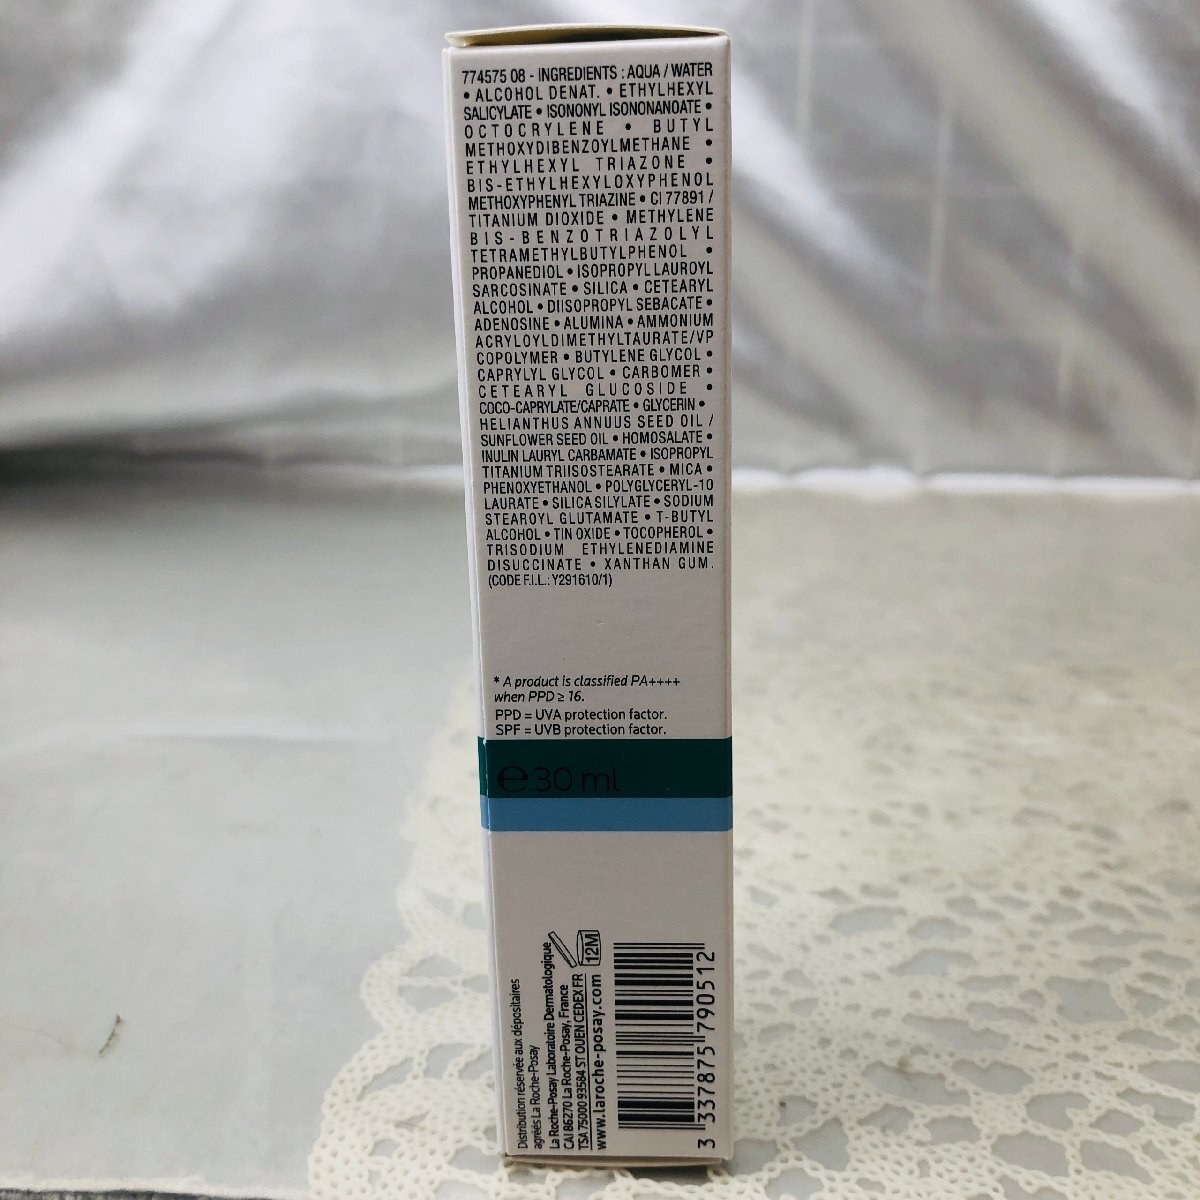 774575 08 - INGREDIENTS : AQUA / WATER
• ALCOHOL DENAT. • ETHYLHEXYL
SALICYLATE • ISONONYL ISONONANOATE •
OCTOCRYLENE • BUTYL
METHOXYDIBENZOYLMETHANE •
ETHYLHEXYL TRIAZONE •
BIS-ETHYLHEXYLOXYPHENOL
METHOXYPHENYL TRIAZINE • CI 77891 /
TITANIUM DIOXIDE • METHYLENE
BIS-BENZOTRIAZOLYL
TETRAMETHYLBUTYLPHENOL •
PROPANEDIOL • ISOPROPYL LAUROYL
SARCOSINATE • SILICA • CETEARYL
ALCOHOL • DIISOPROPYL SEBACATE •
ADENOSINE • ALUMINA • AMMONIUM
ACRYLOYLDIMETHYLTAURATE/VP
COPOLYMER • BUTYLENE GLYCOL •
CAPRYLYL GLYCOL • CARBOMER •
CETEARYL GLUCOSIDE •
COCO-CAPRYLATE/CAPRATE • GLYCERIN •
HELIANTHUS ANNUUS SEED OIL /
SUNFLOWER SEED OIL • HOMOSALATE •
INULIN LAURYL CARBAMATE • ISOPROPYL
TITANIUM TRIISOSTEARATE • MICA •
PHENOXYETHANOL • POLYGLYCERYL-10
LAURATE • SILICA SILYLATE • SODIUM
STEAROYL GLUTAMATE • T-BUTYL
ALCOHOL • TIN OXIDE • TOCOPHEROL •
TRISODIUM ETHYLENEDIAMINE
DISUCCINATE • XANTHAN GUM.
(CODE F.I.L.: Y291610/1)
* A product is classified PA++++
when PPD ≥ 16.
PPD = UVA protection factor.
SPF = UVB protection factor.
℮ 30 ml
Distribution réservée aux dépositaires
agréés La Roche-Posay
La Roche-Posay Laboratoire Dermatologique
CAI 86270 La Roche-Posay, France
TSA 75000 93584 ST OUEN CEDEX FR
www.laroche-posay.com
12M
3 337875 790512